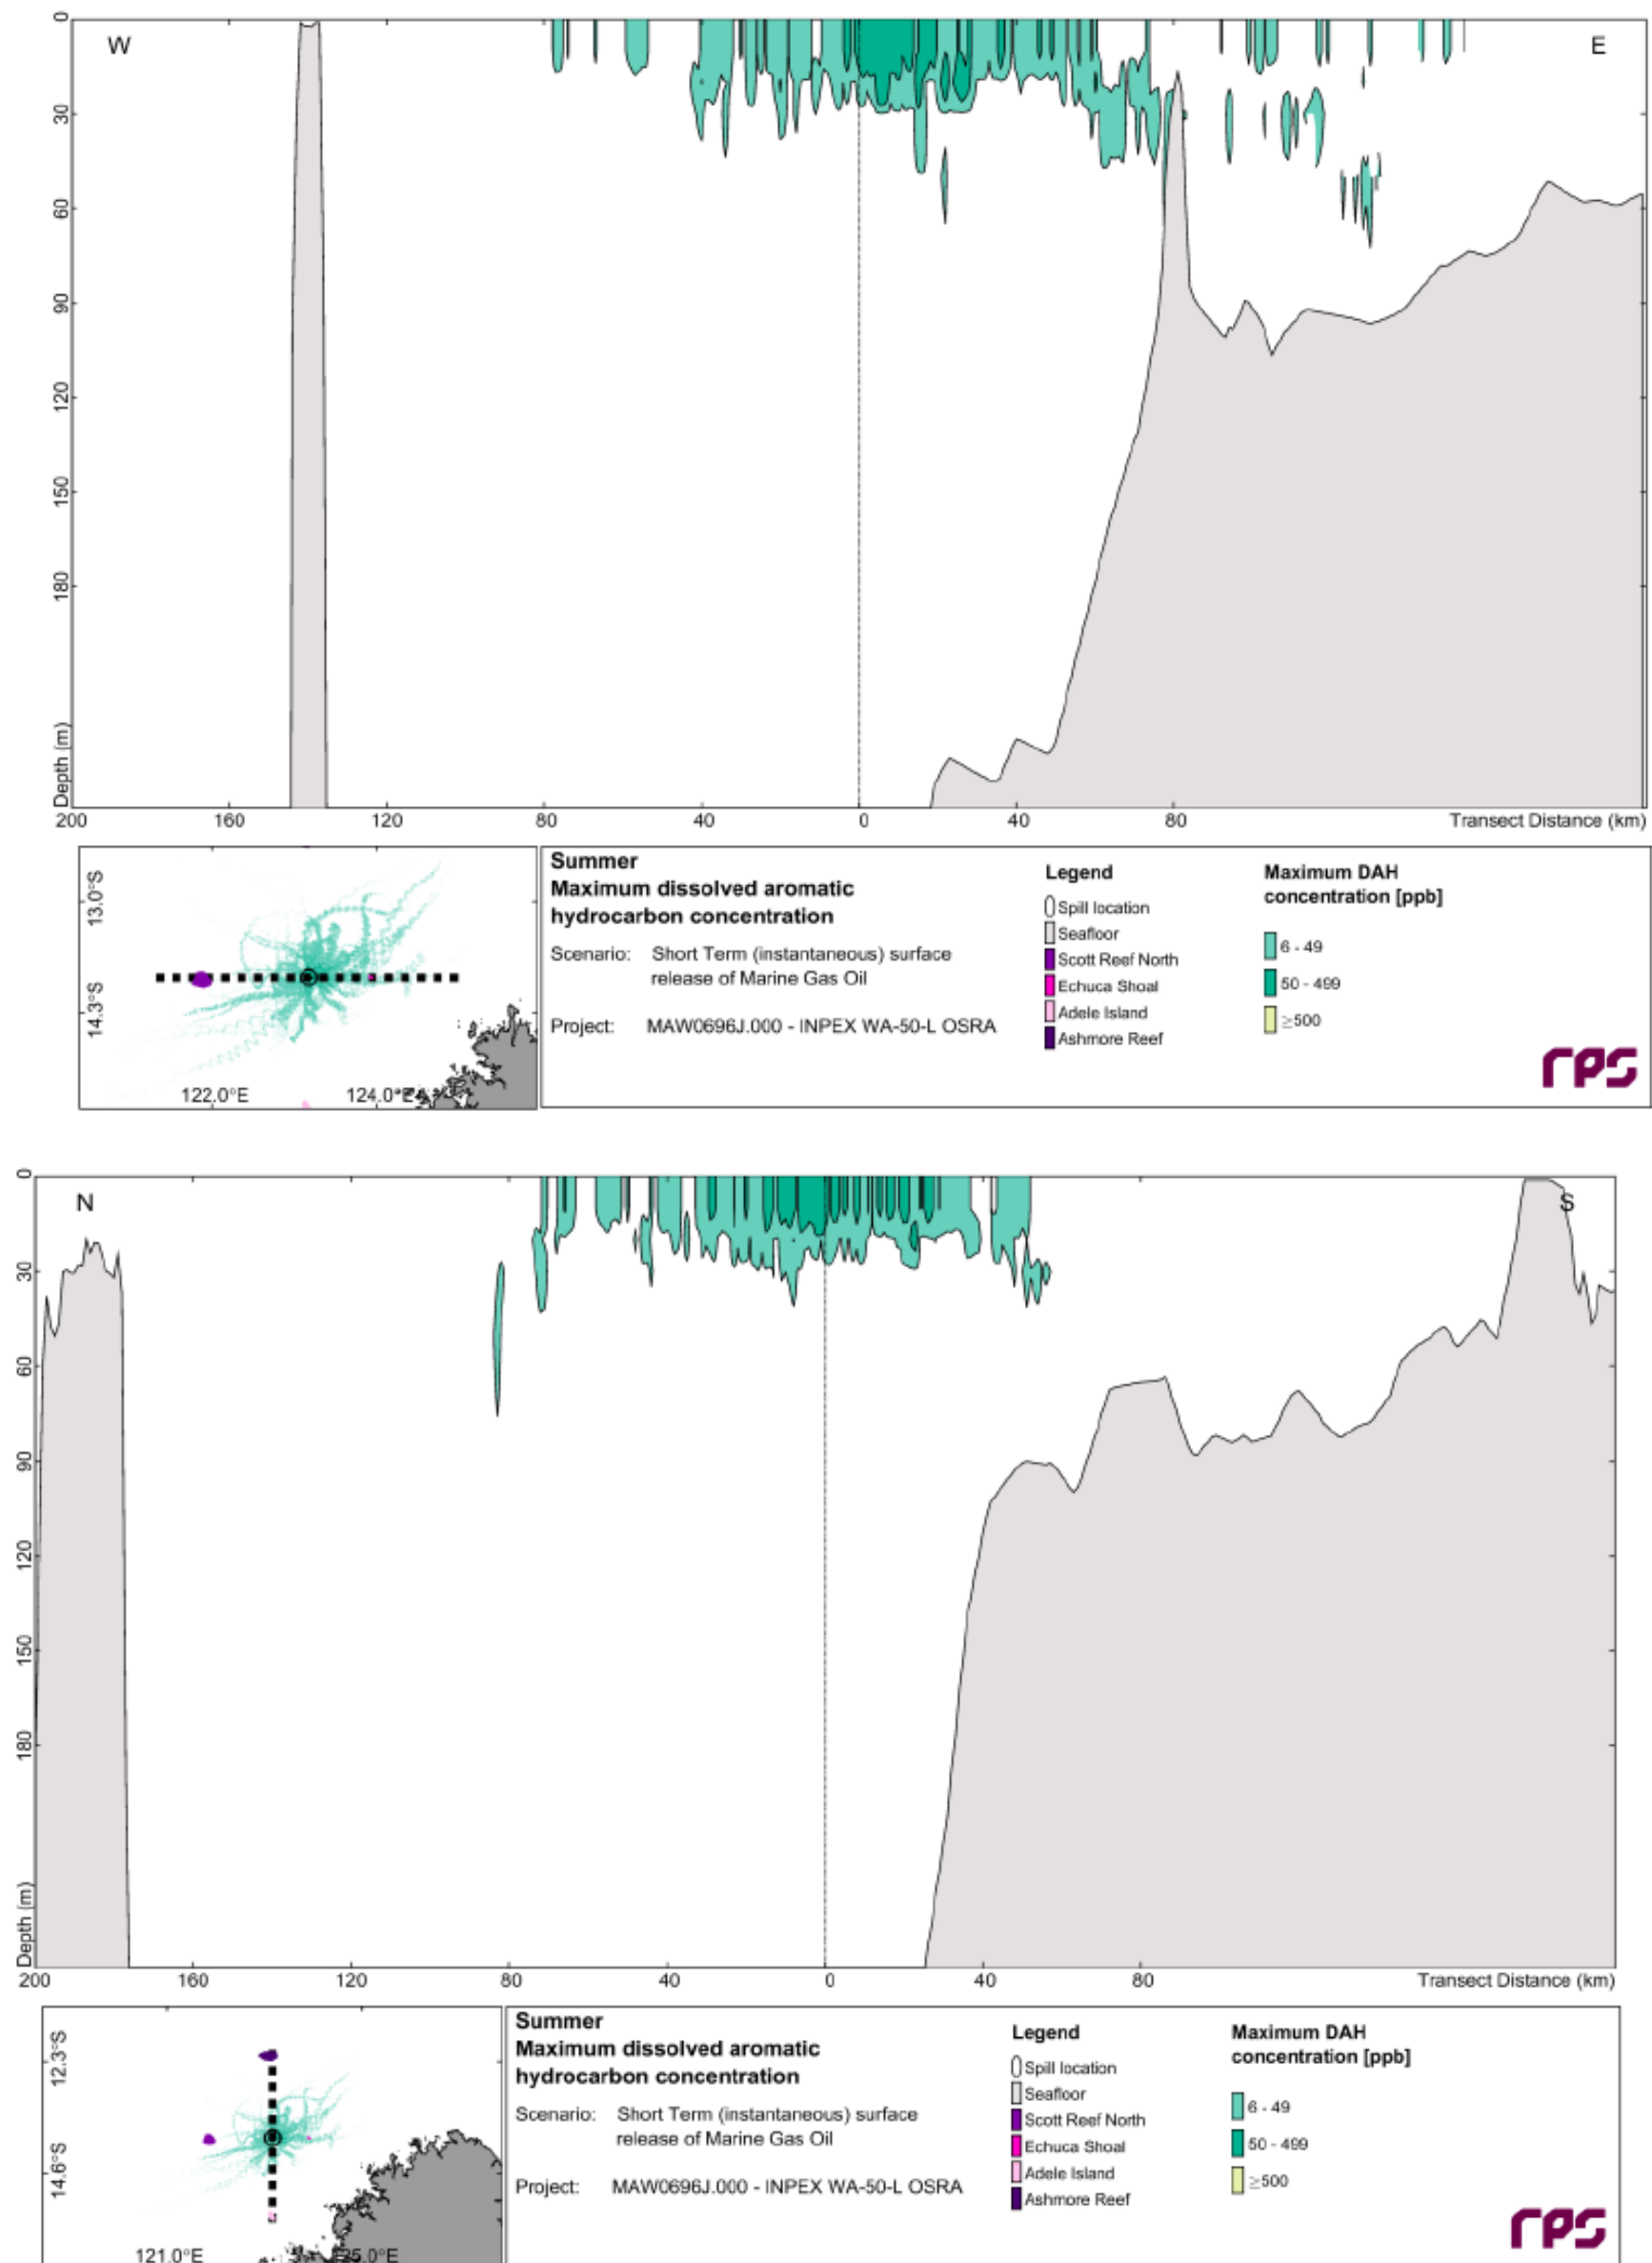 W
E
0
30
60
90
120
150
180
Depth (m)
200 160 120 80 40 0 40 80 Transect Distance (km)
13.0°S
14.3°S
122.0°E 124.0°E
Summer
Maximum dissolved aromatic
hydrocarbon concentration
Scenario: Short Term (instantaneous) surface
release of Marine Gas Oil
Project: MAW0696J.000 - INPEX WA-50-L OSRA
Legend
Spill location
Seafloor
Scott Reef North
Echuca Shoal
Adele Island
Ashmore Reef
Maximum DAH
concentration [ppb]
6 - 49
50 - 499
≥500
rps
N
S
0
30
60
90
120
150
180
Depth (m)
200 160 120 80 40 0 40 80 Transect Distance (km)
12.3°S
14.6°S
121.0°E 25.0°E
Summer
Maximum dissolved aromatic
hydrocarbon concentration
Scenario: Short Term (instantaneous) surface
release of Marine Gas Oil
Project: MAW0696J.000 - INPEX WA-50-L OSRA
Legend
Spill location
Seafloor
Scott Reef North
Echuca Shoal
Adele Island
Ashmore Reef
Maximum DAH
concentration [ppb]
6 - 49
50 - 499
≥500
rps